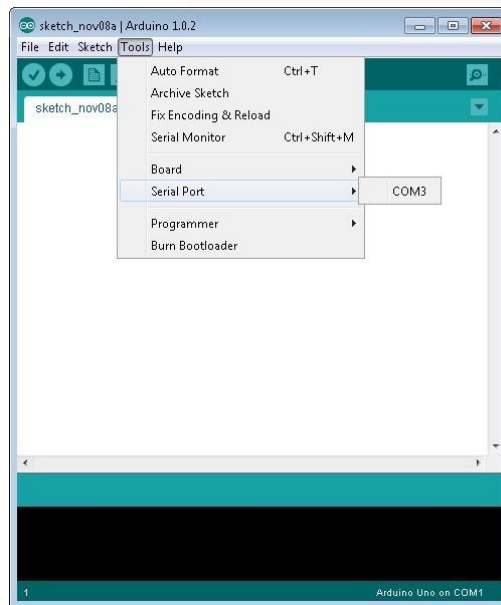 sketch_nov08a | Arduino 1.0.2
File Edit Sketch Tools Help
sketch_nov08a
Auto Format Ctrl+T
Archive Sketch
Fix Encoding & Reload
Serial Monitor Ctrl+Shift+M
Board
Serial Port
COM3
Programmer
Burn Bootloader
1 Arduino Uno on COM1